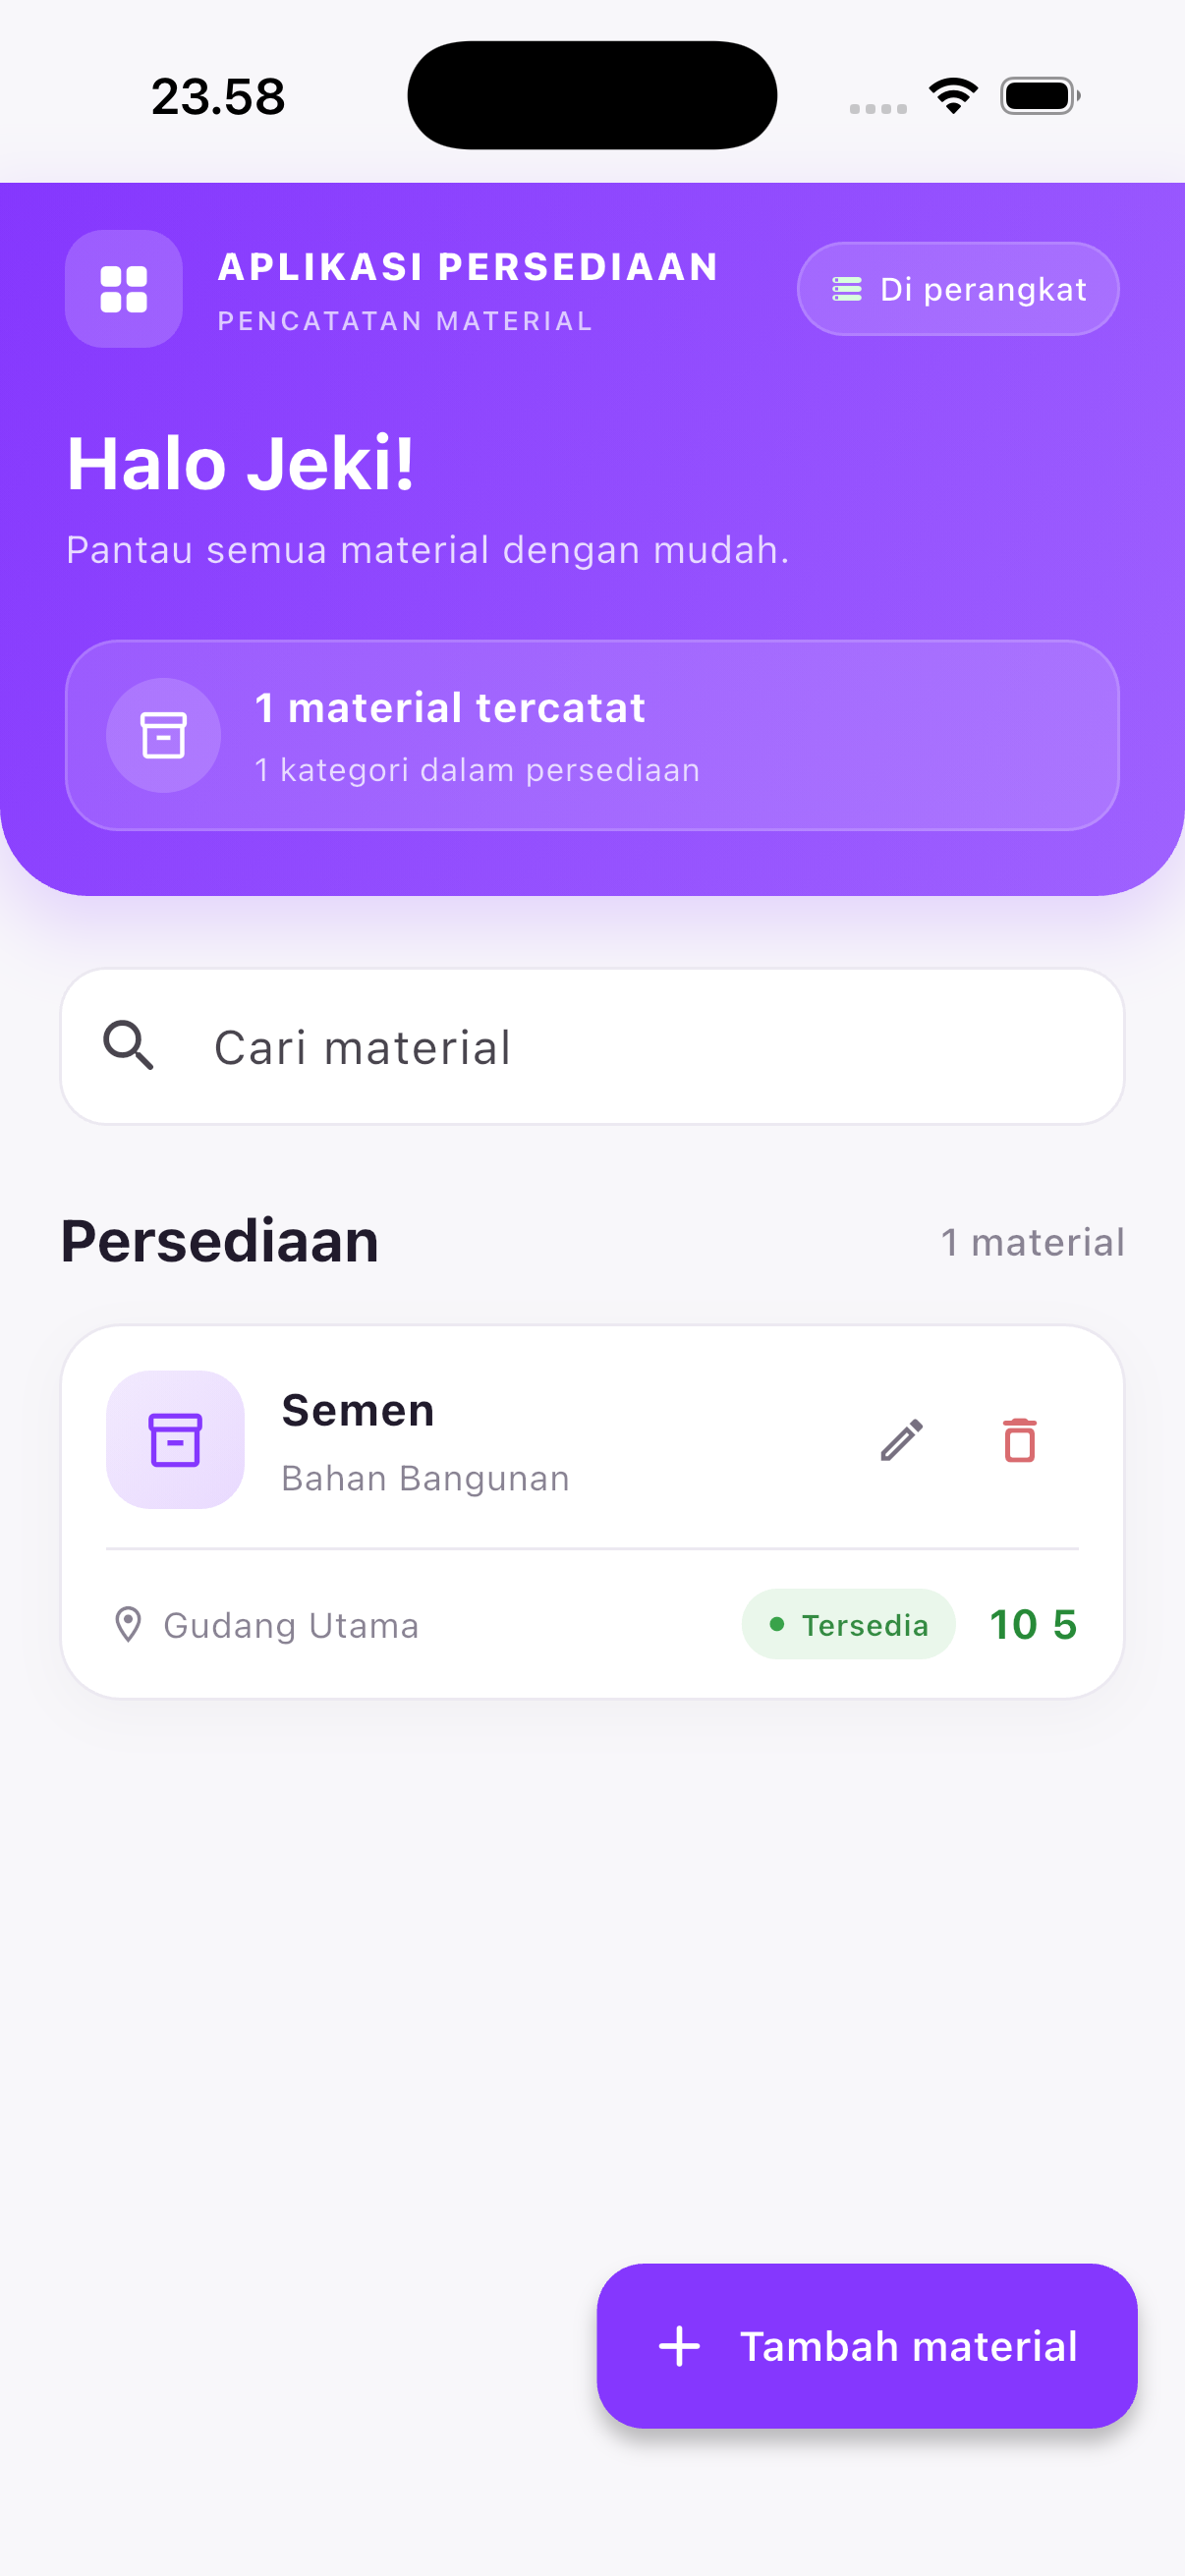 23.58
APLIKASI PERSEDIAAN
PENCATATAN MATERIAL
Di perangkat
Halo Jeki!
Pantau semua material dengan mudah.
1 material tercatat
1 kategori dalam persediaan
Cari material
Persediaan
1 material
Semen
Bahan Bangunan
Gudang Utama
Tersedia
10 5
Tambah material